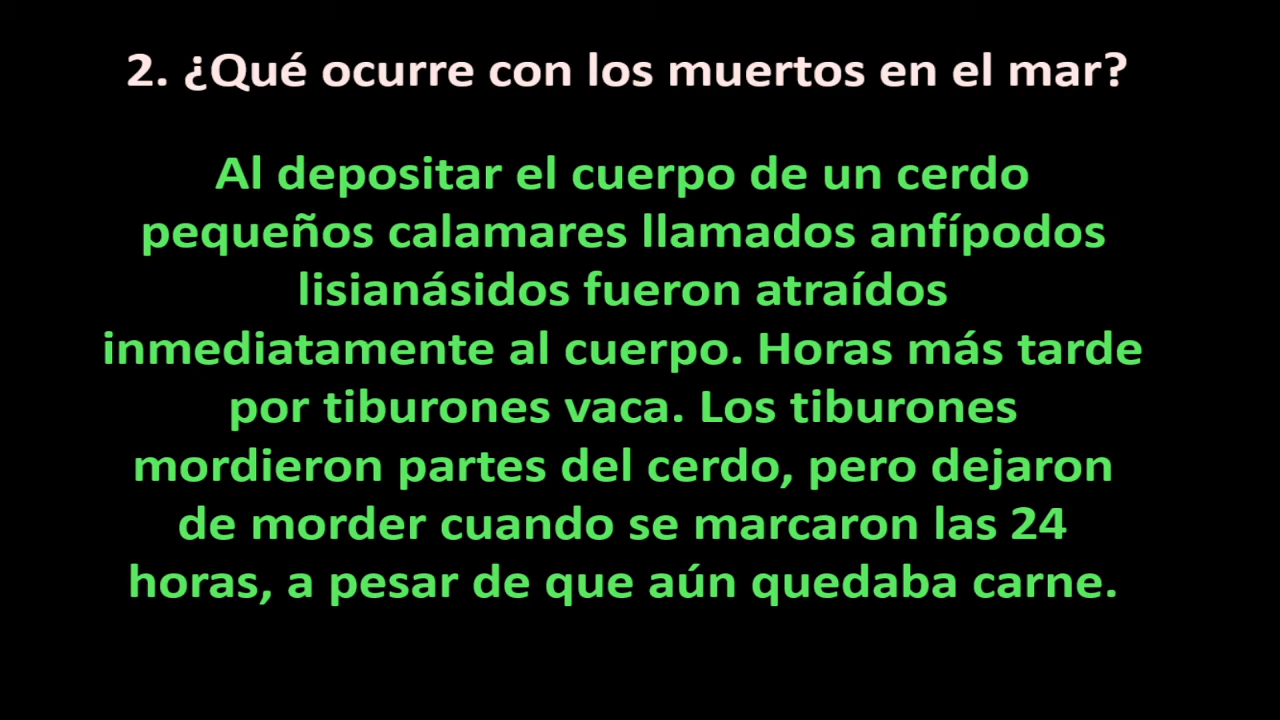 2. ¿Qué ocurre con los muertos en el mar?
Al depositar el cuerpo de un cerdo
pequeños calamares llamados anfípodos
lisianásidos fueron atraídos
inmediatamente al cuerpo. Horas más tarde
por tiburones vaca. Los tiburones
mordieron partes del cerdo, pero dejaron
de morder cuando se marcaron las 24
horas, a pesar de que aún quedaba carne.